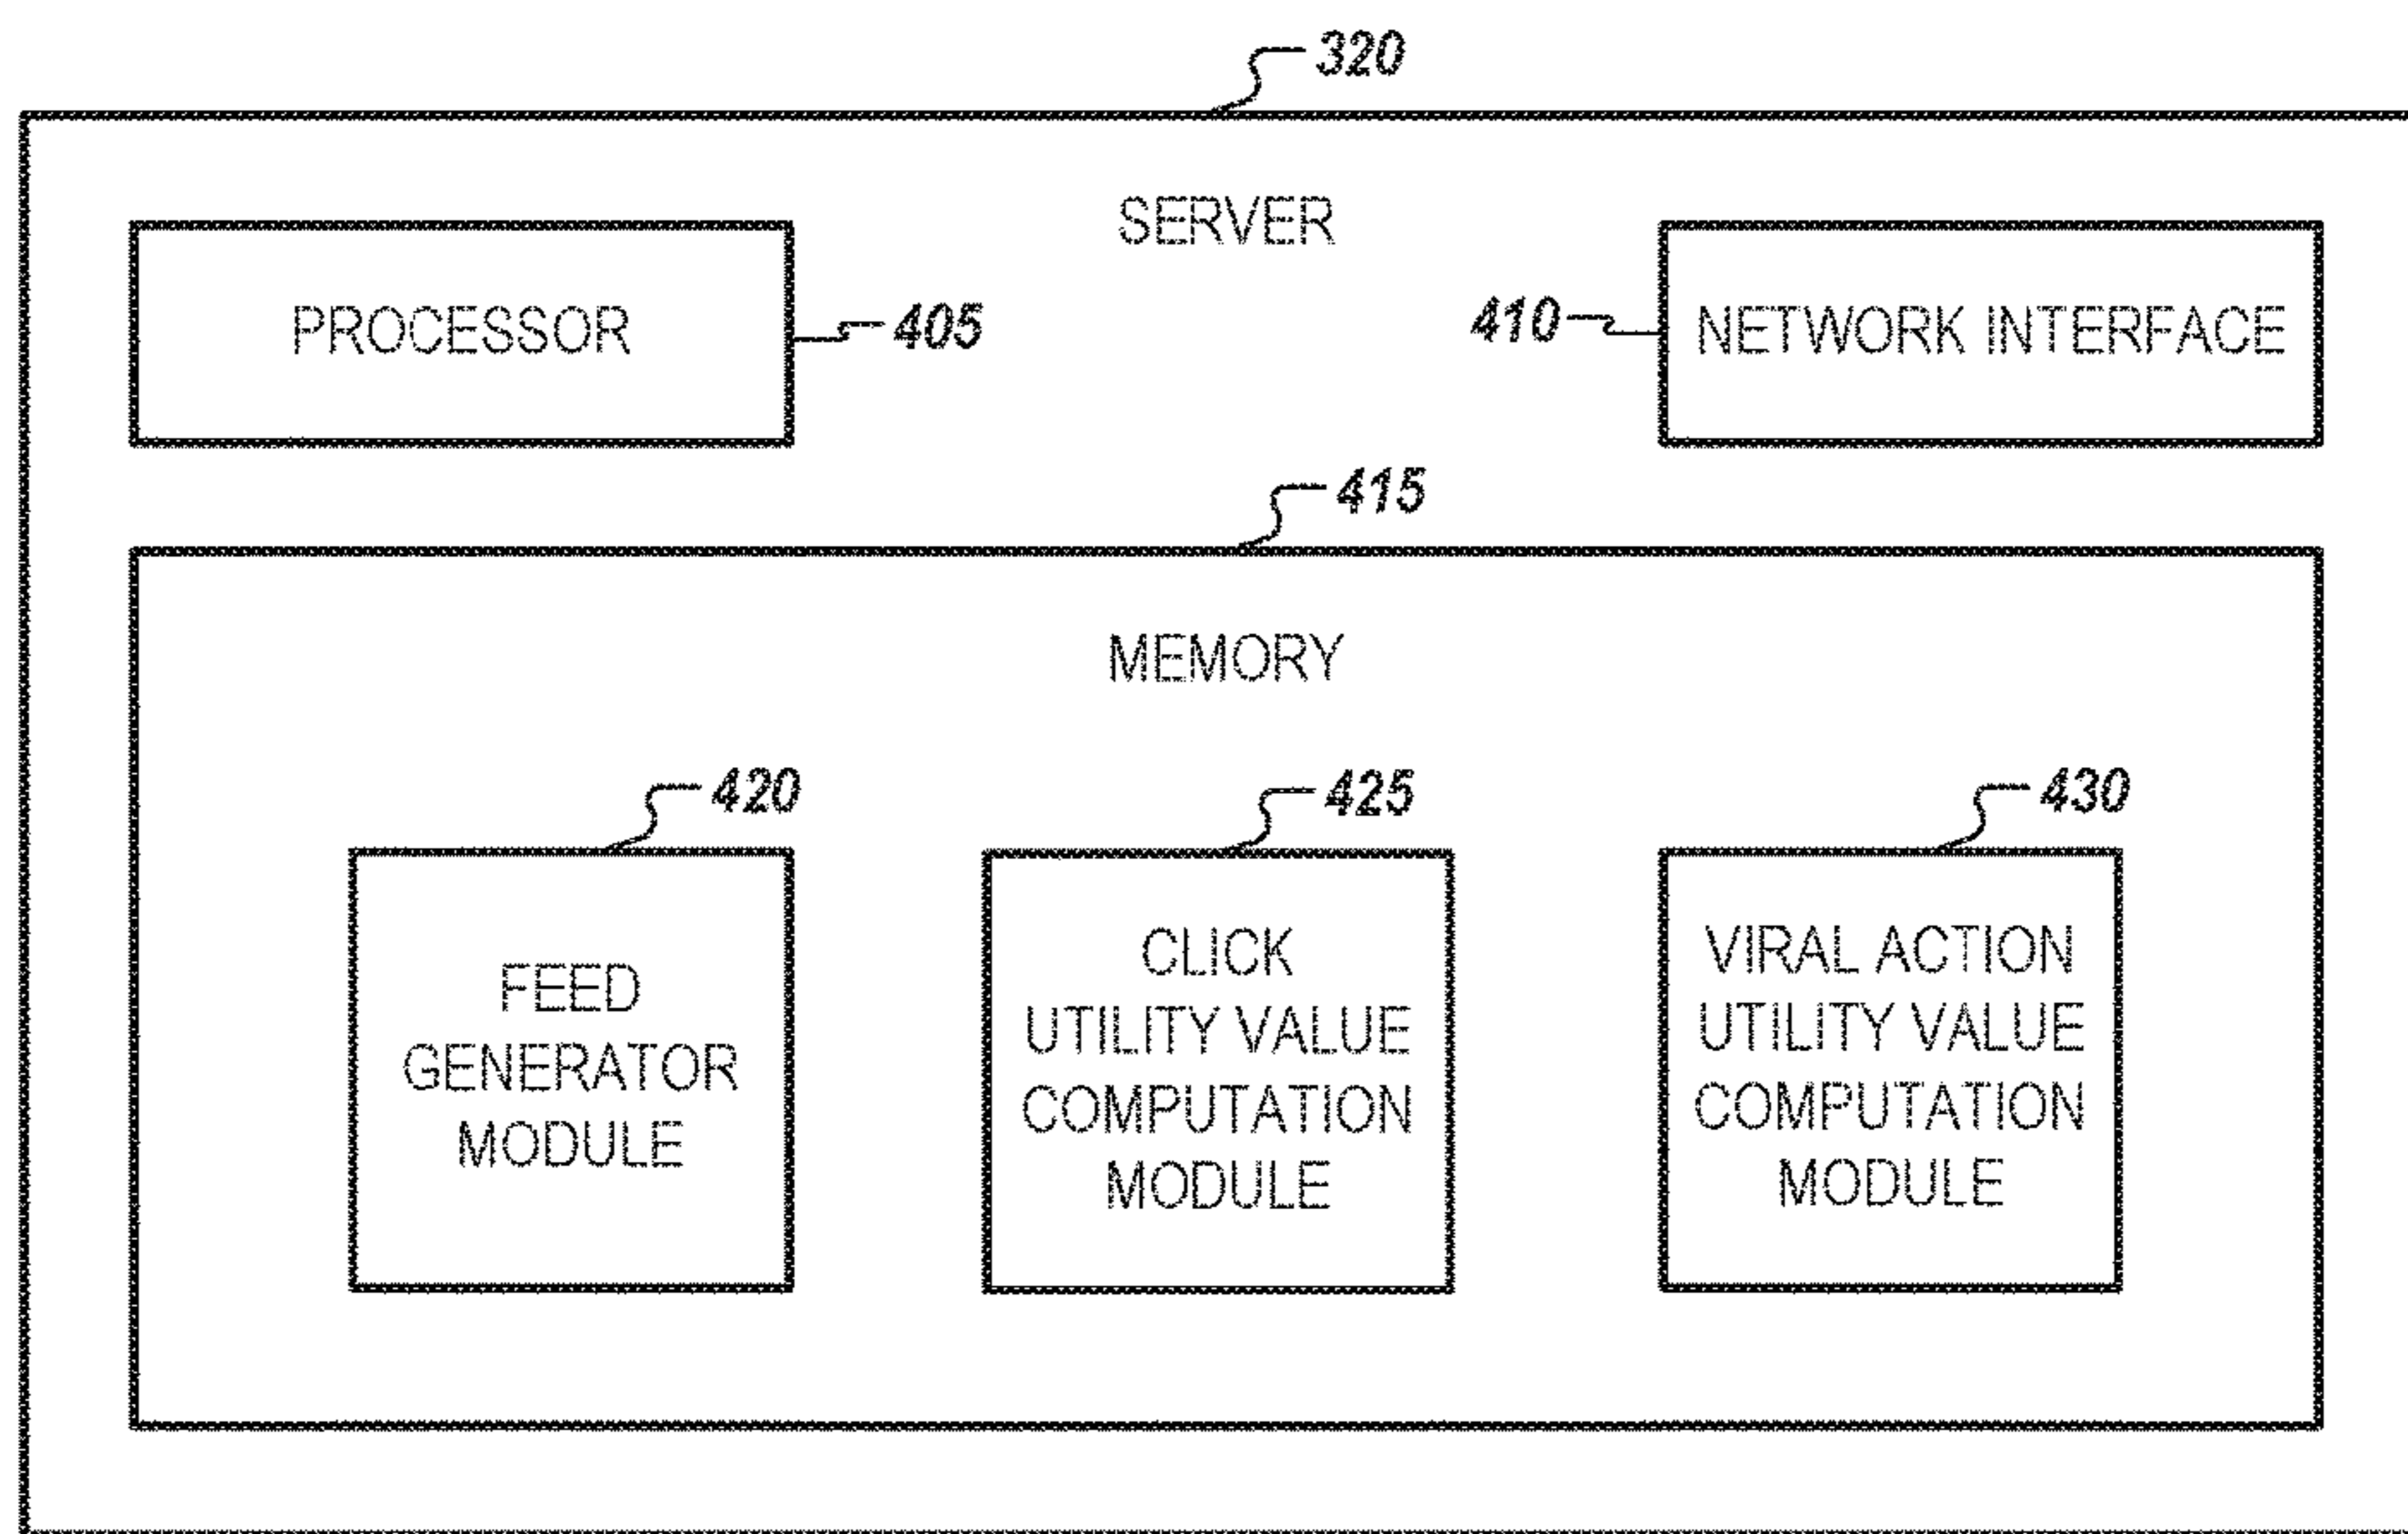 320
SERVER
PROCESSOR
405
410
NETWORK INTERFACE
415
MEMORY
420
425
430
FEED
GENERATOR
MODULE
CLICK
UTILITY VALUE
COMPUTATION
MODULE
VIRAL ACTION
UTILITY VALUE
COMPUTATION
MODULE